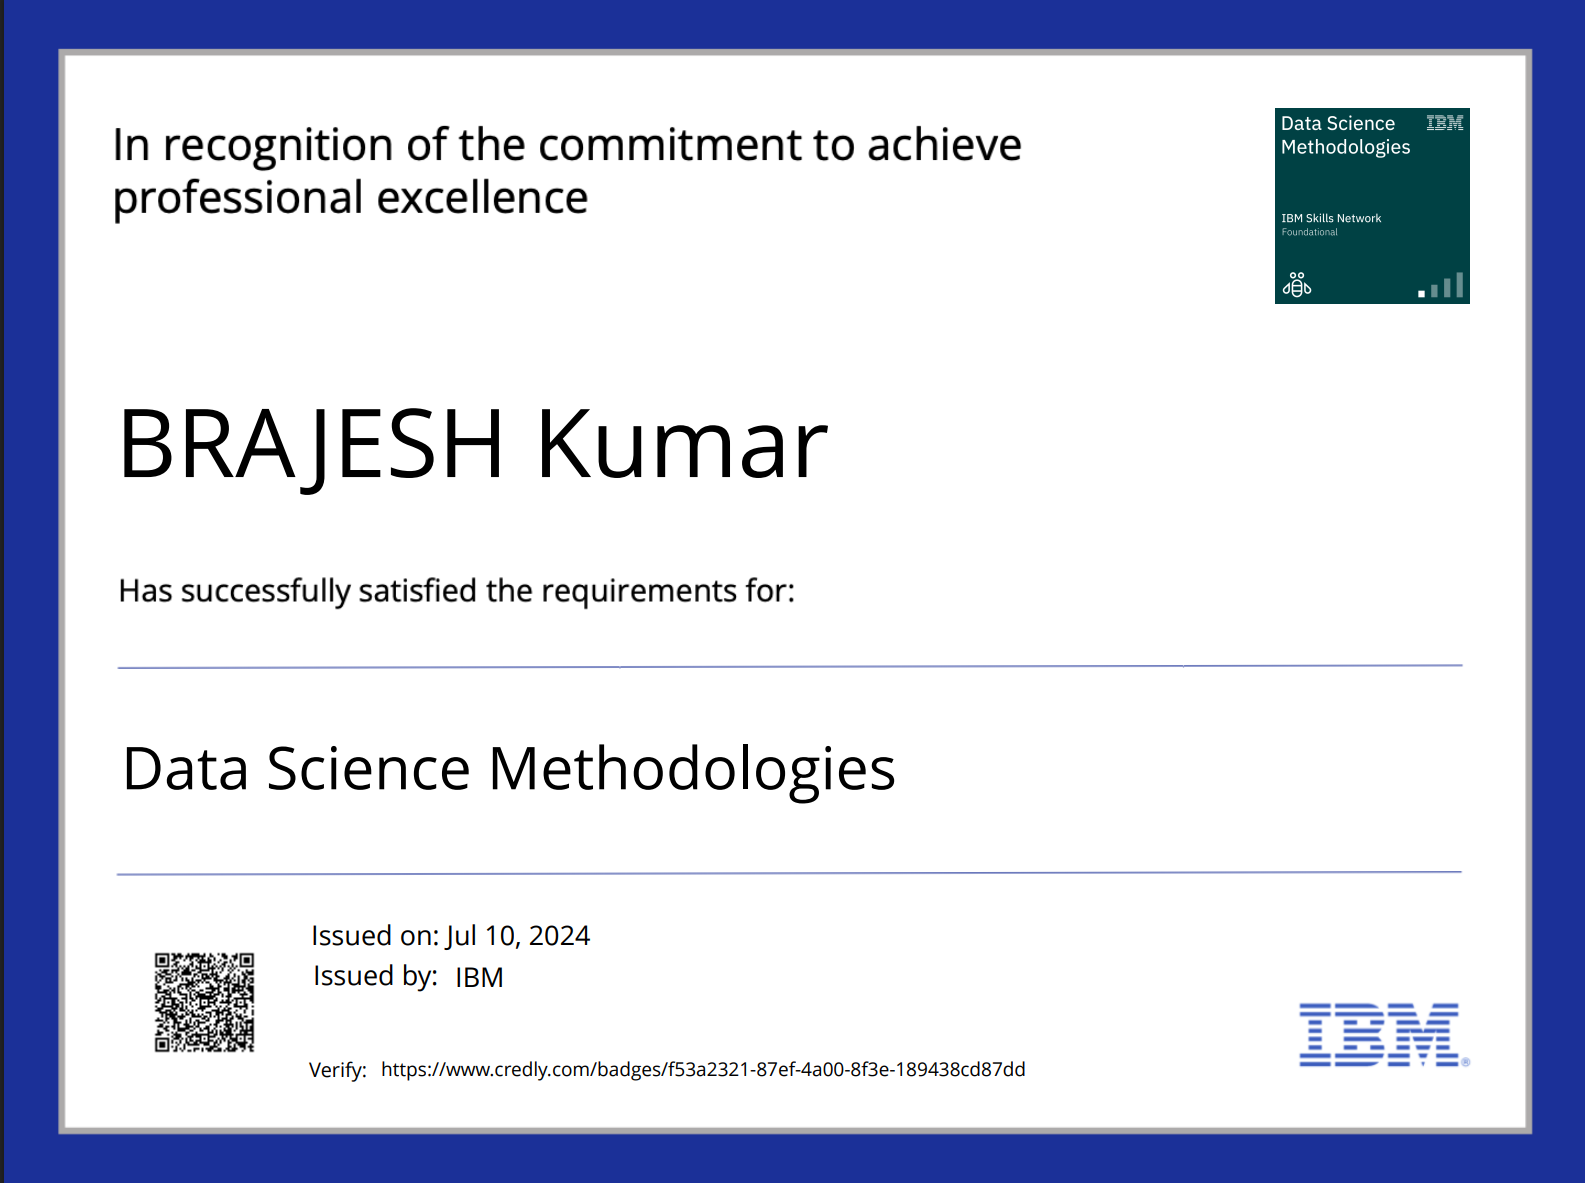 In recognition of the commitment to achieve
professional excellence
Data Science
Methodologies
IBM
IBM Skills Network
Foundational
BRAJESH Kumar
Has successfully satisfied the requirements for:
Data Science Methodologies
Issued on: Jul 10, 2024
Issued by: IBM
Verify: https://www.credly.com/badges/f53a2321-87ef-4a00-8f3e-189438cd87dd
IBM®